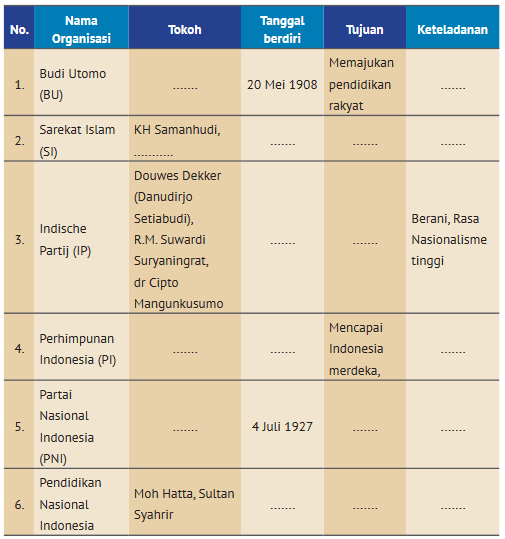 No.
Nama
Organisasi
Tokoh
Tanggal
berdiri
Tujuan
Keteladanan
1.
Budi Utomo
(BU)
.......
20 Mei 1908
Memajukan
pendidikan
rakyat
.......
2.
Sarekat Islam
(SI)
KH Samanhudi,
...........
.......
.......
.......
3.
Indische
Partij (IP)
Douwes Dekker
(Danudirjo
Setiabudi),
R.M. Suwardi
Suryaningrat,
dr Cipto
Mangunkusumo
.......
.......
Berani, Rasa
Nasionalisme
tinggi
4.
Perhimpunan
Indonesia (PI)
.......
.......
Mencapai
Indonesia
merdeka,
.......
5.
Partai
Nasional
Indonesia
(PNI)
.......
4 Juli 1927
.......
.......
6.
Pendidikan
Nasional
Indonesia
Moh Hatta, Sultan
Syahrir
.......
.......
.......